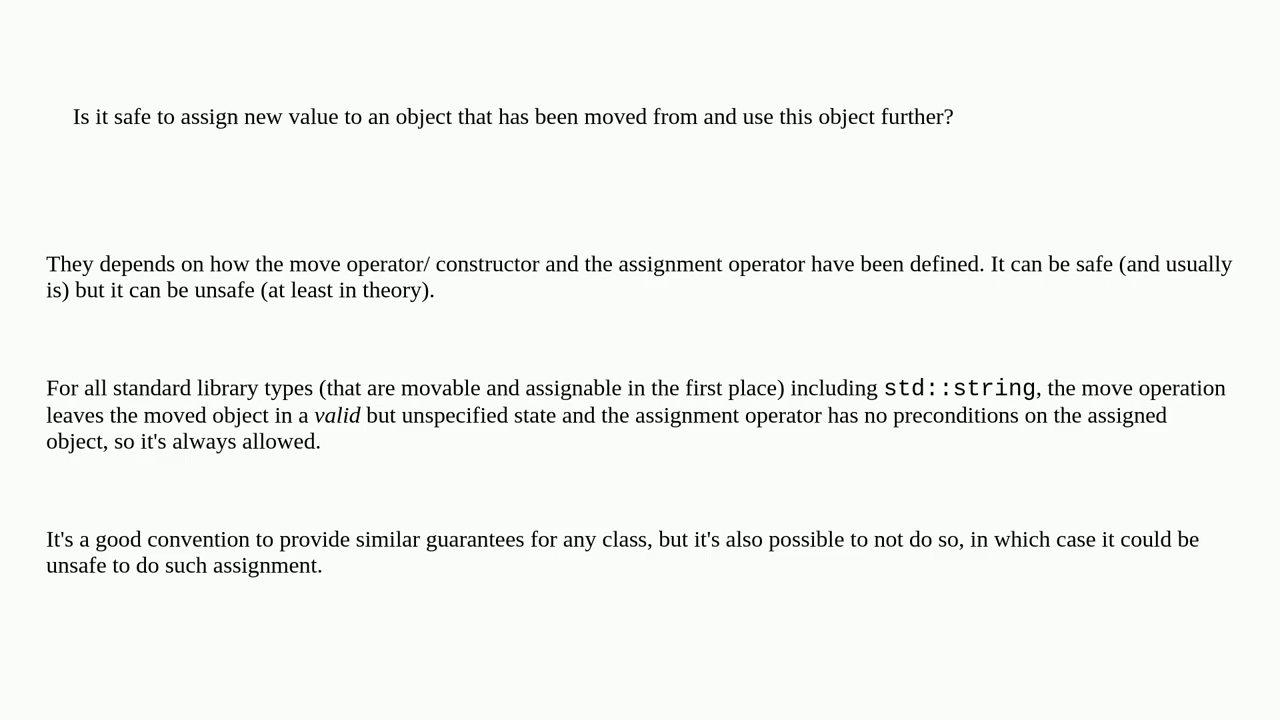 Is it safe to assign new value to an object that has been moved from and use this object further?
They depends on how the move operator/ constructor and the assignment operator have been defined. It can be safe (and usually
is) but it can be unsafe (at least in theory).
For all standard library types (that are movable and assignable in the first place) including std::string, the move operation
leaves the moved object in a valid but unspecified state and the assignment operator has no preconditions on the assigned
object, so it's always allowed.
It's a good convention to provide similar guarantees for any class, but it's also possible to not do so, in which case it could be
unsafe to do such assignment.